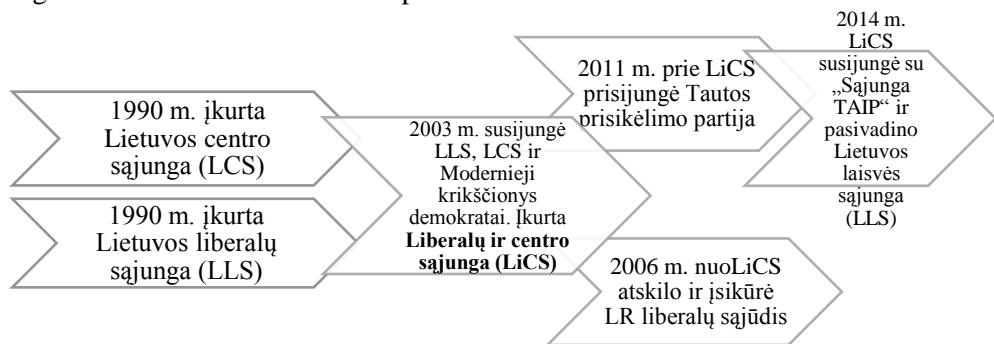 1990 m. įkurta
Lietuvos centro
sąjunga (LCS)
1990 m. įkurta
Lietuvos liberalų
sąjunga (LLS)
2003 m. susijungė
LLS, LCS ir
Modernieji
krikščionys
demokratai. Įkurta
Liberalų ir centro
sąjunga (LiCS)
2011 m. prie LiCS
prisijungė Tautos
prisikėlimo partija
2006 m. nuoLiCS
atskilo ir įsikūrė
LR liberalų sąjūdis
2014 m.
LiCS
susijungė su
„Sąjunga
TAIP“ ir
pasivadino
Lietuvos
laisvės
sąjunga
(LLS)